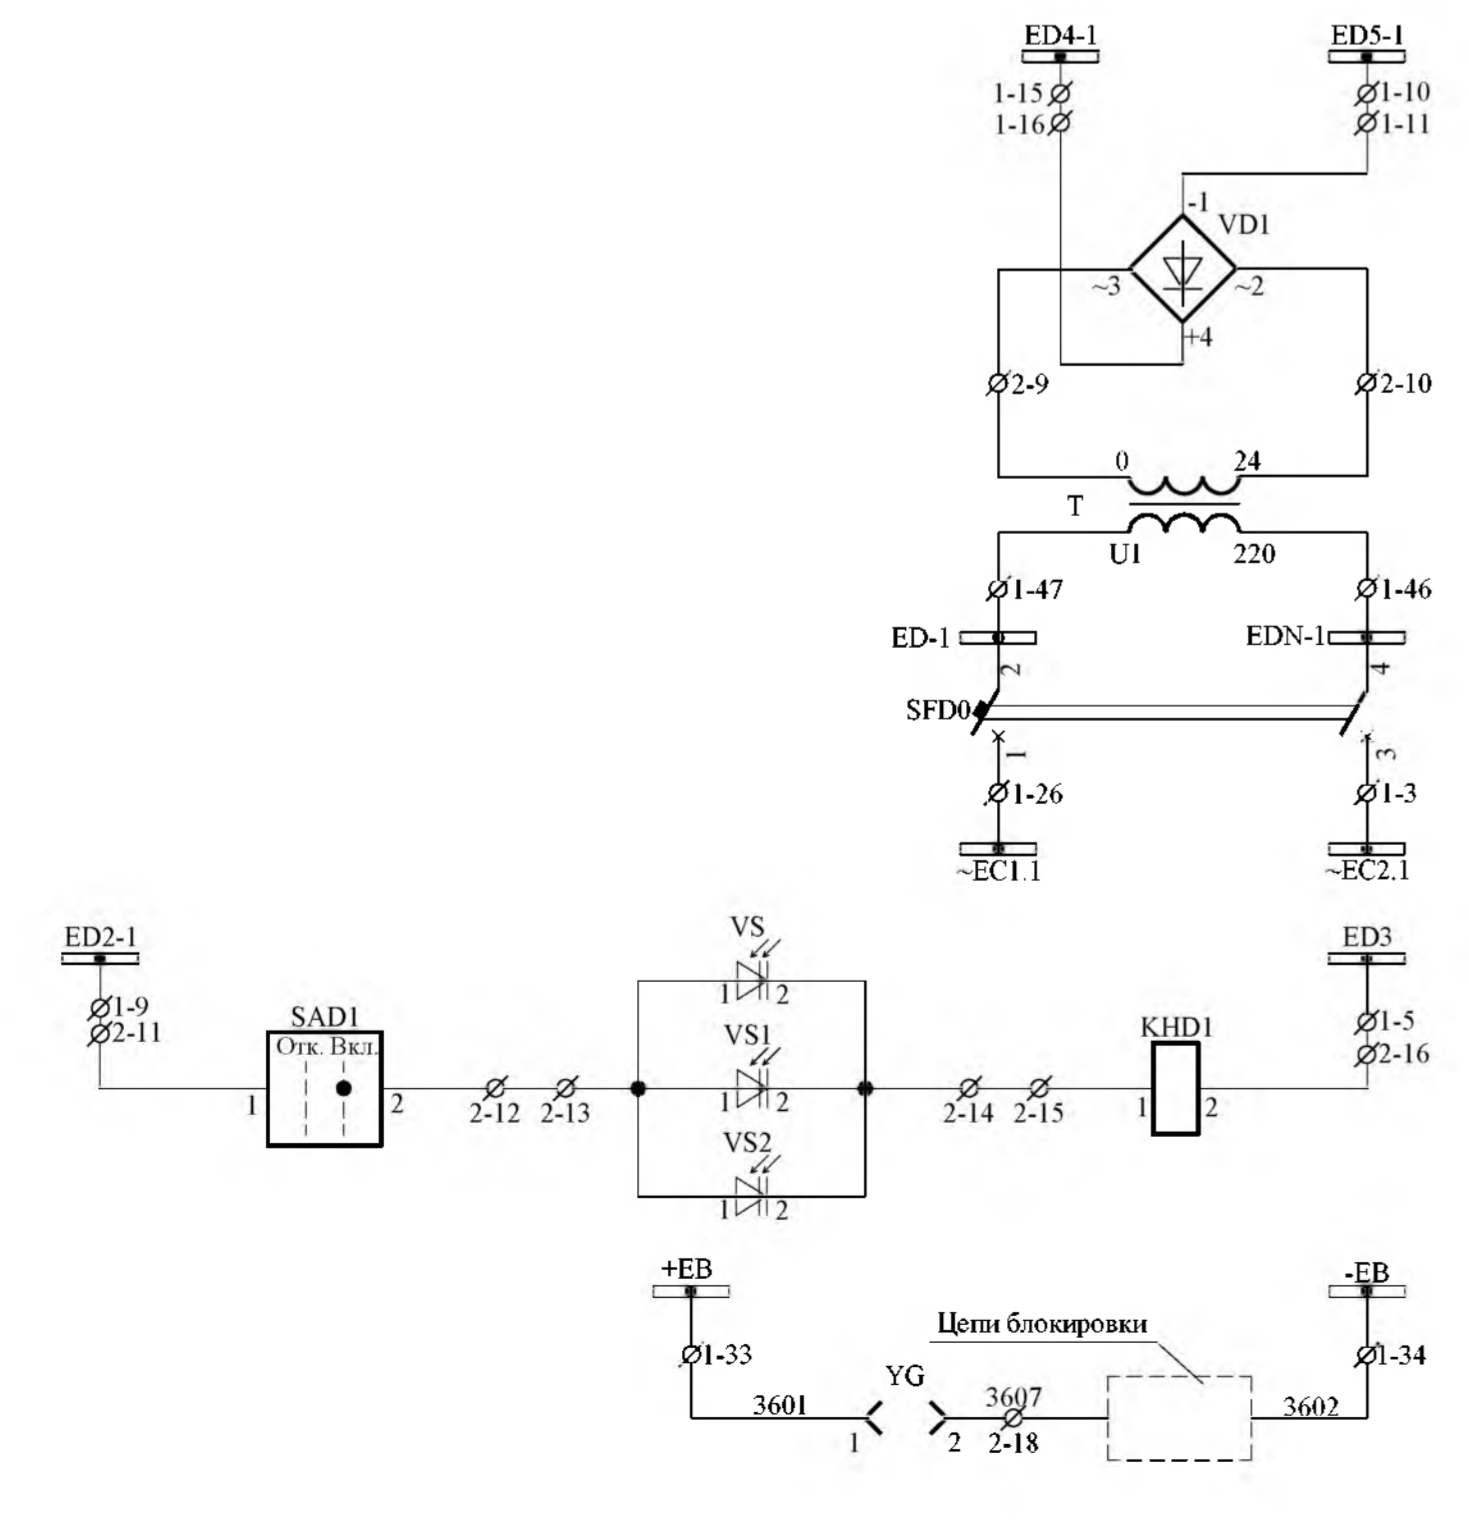 ED4-1 ED5-1
1-15 1-10
1-16 1-11
-1
VD1
~3 ~2
+4
2-9 2-10
0 24
T
U1 220
1-47 1-46
ED-1 EDN-1
2 4
SFD0
1 3
1-26 1-3
~EC1.1 ~EC2.1
VS
ED2-1 ED3
1 2
1-9 SAD1 VS1 KHD1 1-5
2-11 Отк. Вкл. 2-16
1 2 2-12 2-13 1 2 2-14 2-15 1 2
VS2
1 2
+EB -EB
Цепи блокировки
1-33 1-34
YG
3601 3607 3602
1 2 2-18